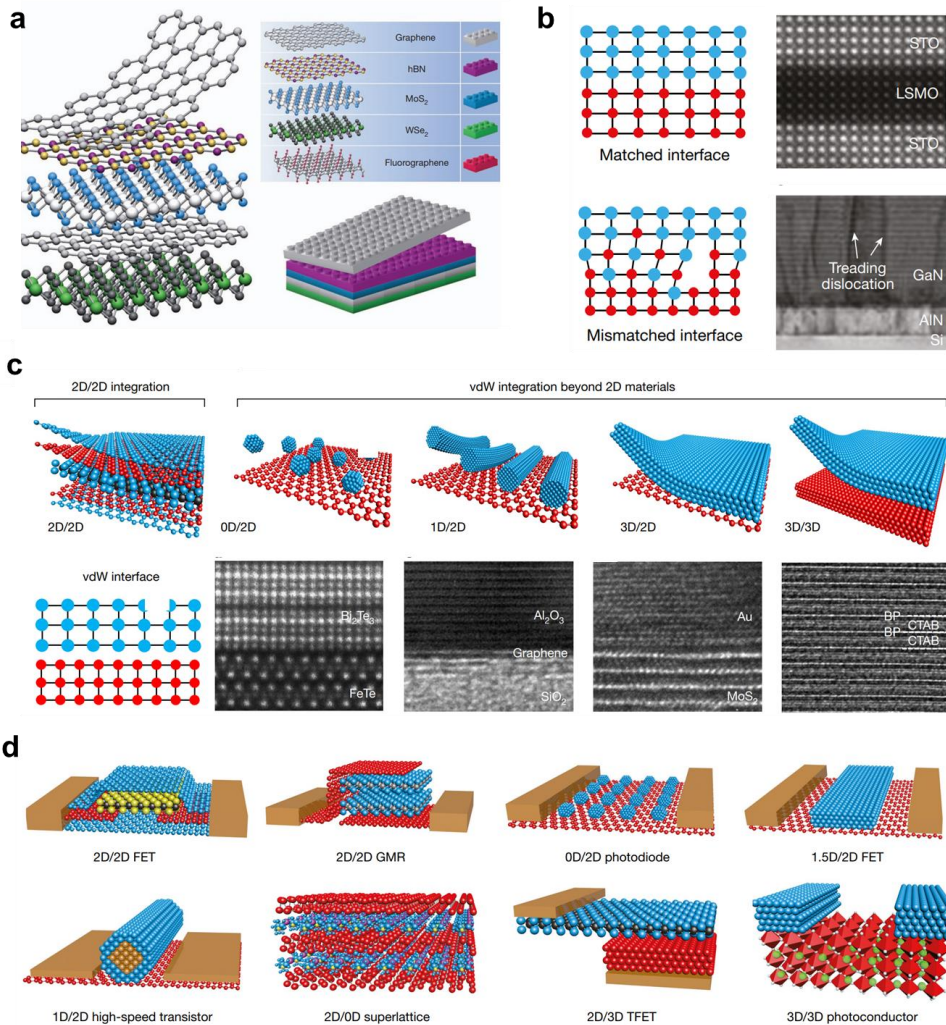 a
Graphene
hBN
MoS₂
WSe₂
Fluorographene
b
Matched interface
STO
LSMO
STO
Mismatched interface
Treading
dislocation
GaN
AlN
Si
c
2D/2D integration
vdW integration beyond 2D materials
2D/2D
0D/2D
1D/2D
3D/2D
3D/3D
vdW interface
Bi₂Te₃
FeTe
Al₂O₃
Graphene
SiO₂
Au
MoS₂
BP
CTAB
BP
CTAB
d
2D/2D FET
2D/2D GMR
0D/2D photodiode
1.5D/2D FET
1D/2D high-speed transistor
2D/0D superlattice
2D/3D TFET
3D/3D photoconductor